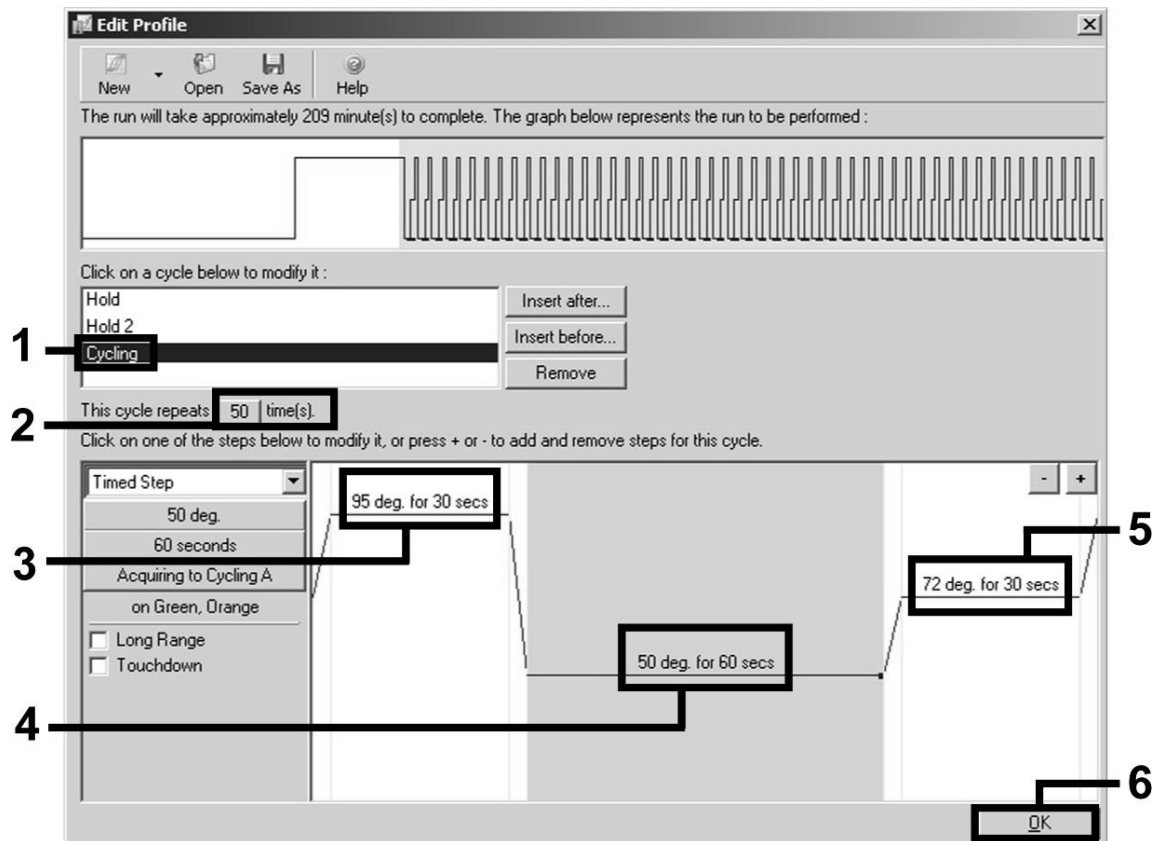 Edit Profile
New Open Save As Help
The run will take approximately 209 minute(s) to complete. The graph below represents the run to be performed :
Click on a cycle below to modify it :
Hold
Hold 2
Cycling
Insert after...
Insert before...
Remove
1
This cycle repeats 50 time(s).
2
Click on one of the steps below to modify it, or press + or - to add and remove steps for this cycle.
Timed Step
50 deg.
60 seconds
Acquiring to Cycling A
on Green, Orange
Long Range
Touchdown
95 deg. for 30 secs
3
50 deg. for 60 secs
4
- +
72 deg. for 30 secs
5
6
OK